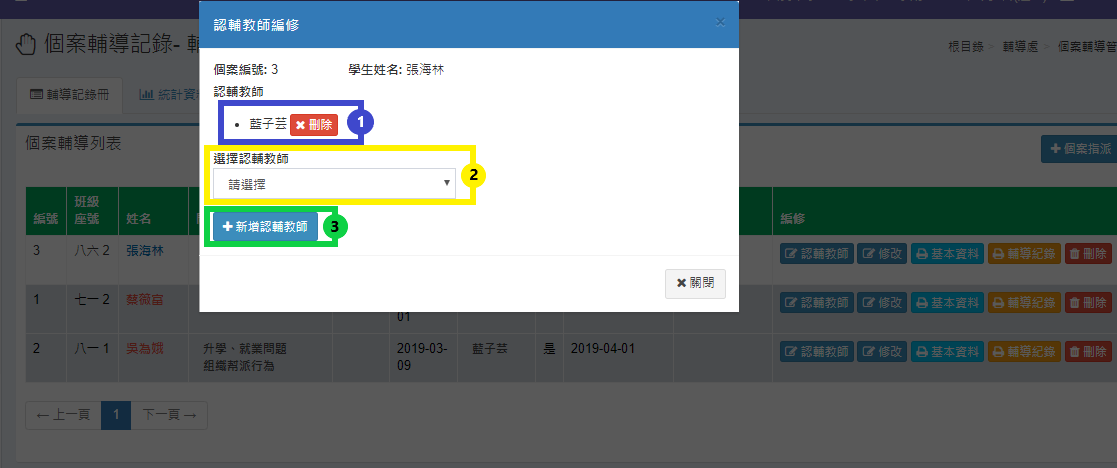 認輔教師編修 ×
個案輔導記錄-
根目錄 > 輔導處 > 個案輔導管
個案編號: 3 學生姓名: 張海林
認輔教師
輔導記錄冊 統計資
藍子芸 ✖ 刪除 1
個案輔導列表
+ 個案指派
選擇認輔教師
請選擇 2
編號 班級座號 姓名 編修
+ 新增認輔教師 3
3 八六 2 張海林 認輔教師 修改 基本資料 輔導記錄 刪除
✖ 關閉
1 七一 2 蔡薇富 01 認輔教師 修改 基本資料 輔導記錄 刪除
2 八一 1 吳為娥 升學、就業問題 2019-03-09 藍子芸 是 2019-04-01 認輔教師 修改 基本資料 輔導記錄 刪除
組織幫派行為
← 上一頁 1 下一頁 →